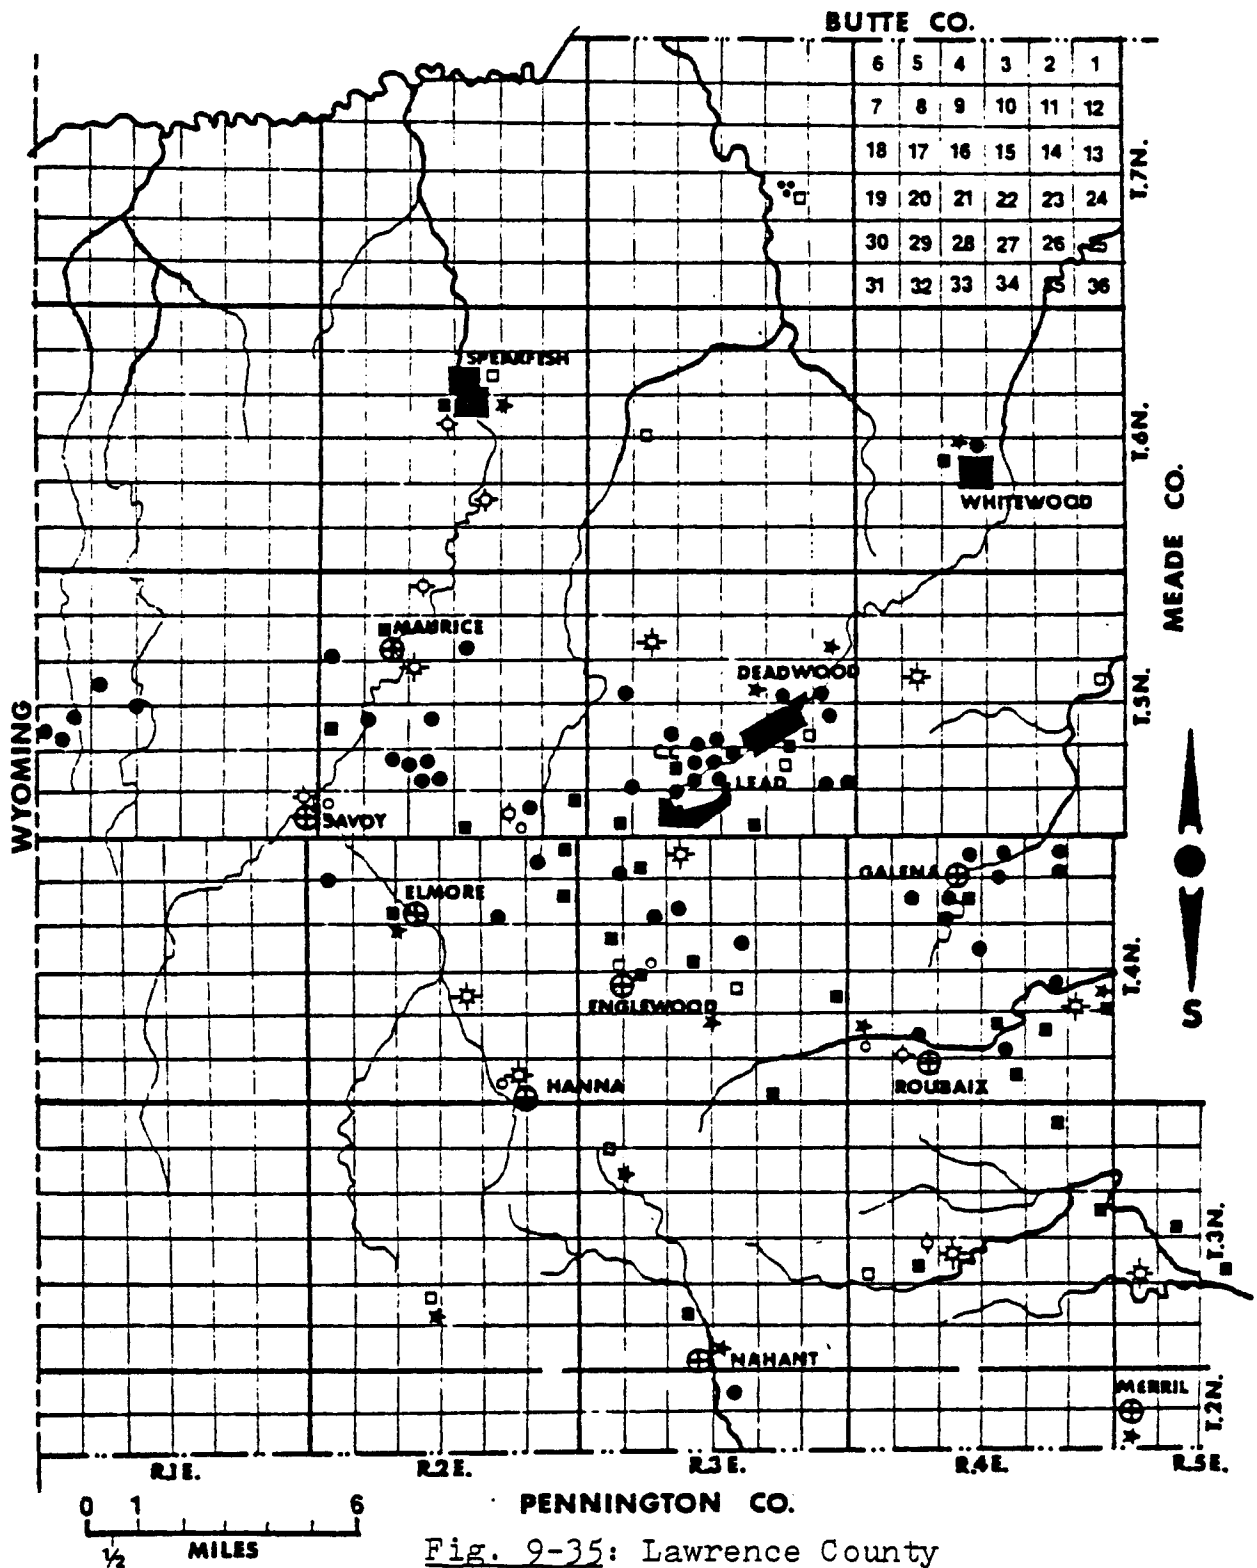 BUTTE CO.
6 5 4 3 2 1
7 8 9 10 11 12
18 17 16 15 14 13
19 20 21 22 23 24
30 29 28 27 26 25
31 32 33 34 35 36
T.7N.
SPEARFISH
T.6N.
WHITEWOOD
MEADE CO.
MAURICE
DEADWOOD
T.5N.
WYOMING
LEAD
SAVOY
GALENA
ELMORE
T.4N.
ENGLEWOOD
S
ROUBAIX
HANNA
T.3N.
NAHANT
MERRIL
T.2N.
R.1E. R.2E. R.3E. R.4E. R.5E.
0 1 6
PENNINGTON CO.
1/2 MILES
Fig. 9-35: Lawrence County